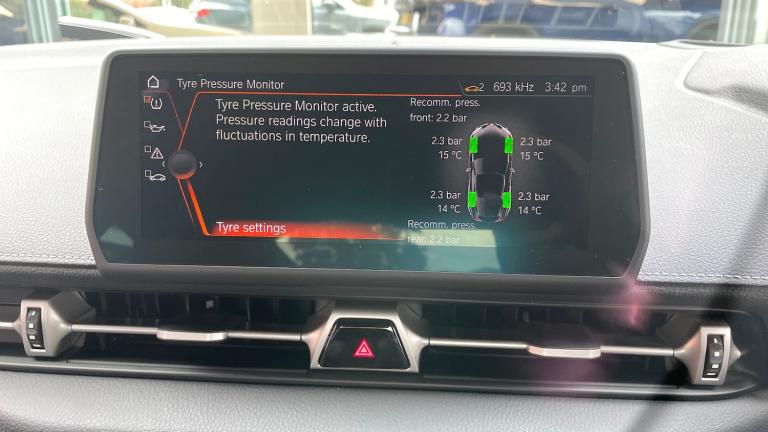 Tyre Pressure Monitor
2 693 kHz 3:42 pm
Tyre Pressure Monitor active.
Pressure readings change with
fluctuations in temperature.
Recomm. press.
front: 2.2 bar
2.3 bar 2.3 bar
15 °C 15 °C
2.3 bar 2.3 bar
14 °C 14 °C
Tyre settings
Recomm. press.
rear: 2.2 bar